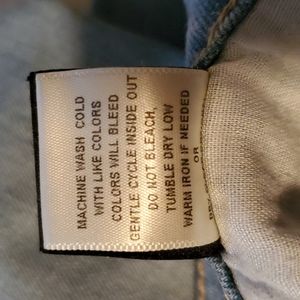 MACHINE WASH COLD
WITH LIKE COLORS
COLORS WILL BLEED
GENTLE CYCLE INSIDE OUT
DO NOT BLEACH,
TUMBLE DRY LOW
WARM IRON IF NEEDED
OR